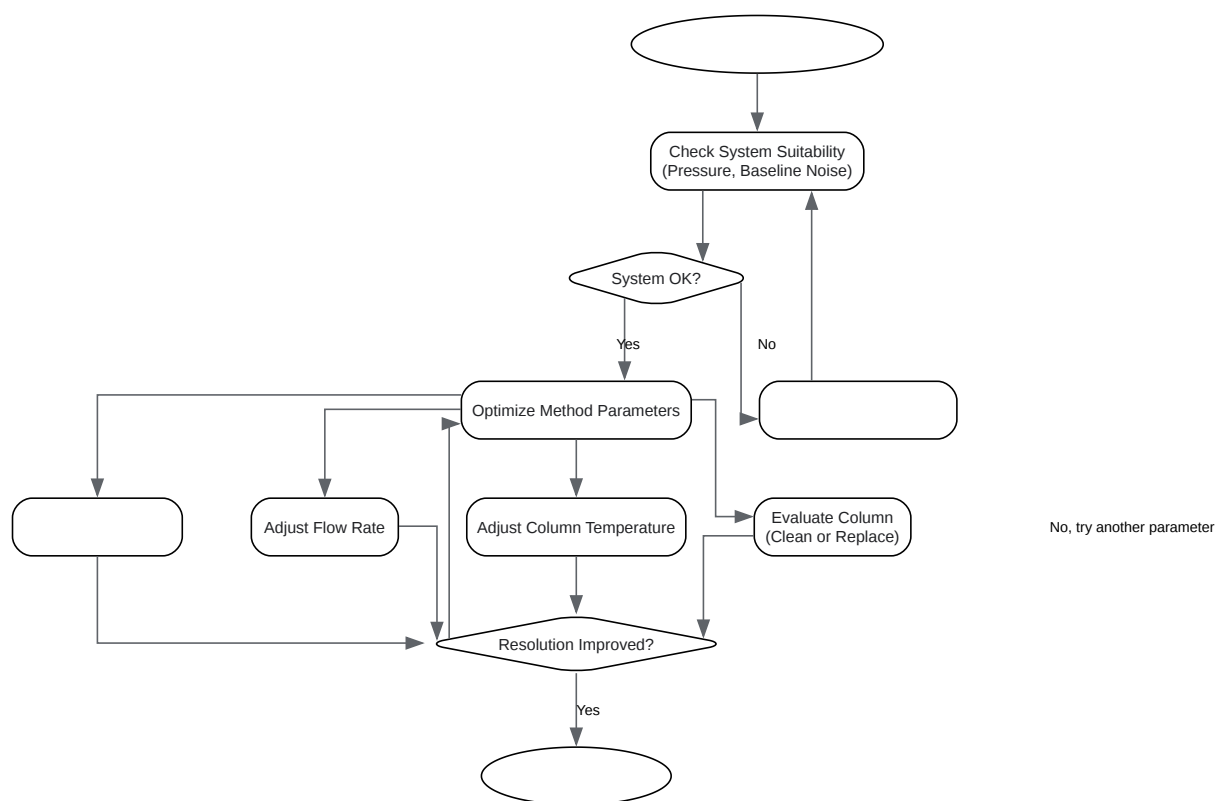 Check System Suitability
(Pressure, Baseline Noise)
System OK?
Yes
No
Optimize Method Parameters
Adjust Flow Rate
Adjust Column Temperature
Evaluate Column
(Clean or Replace)
No, try another parameter
Resolution Improved?
Yes